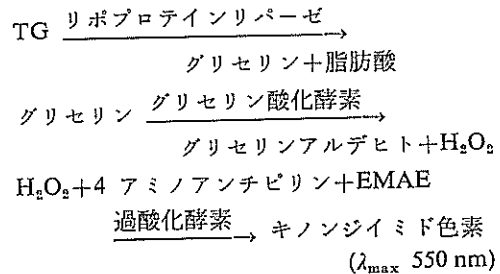 リポプロテインリパーゼ
TG ⟶
グリセリン+脂肪酸
グリセリン酸化酵素
グリセリン ⟶
グリセリンアルデヒト+H₂O₂
H₂O₂+4 アミノアンチピリン+EMAE
過酸化酵素
⟶ キノンジイミド色素
(λmax 550 nm)